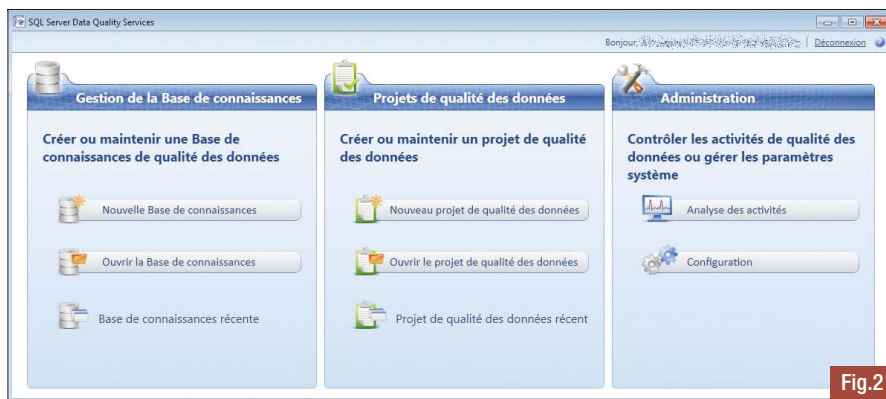 SQL Server Data Quality Services
Bonjour,
Déconnexion
Gestion de la Base de connaissances
Créer ou maintenir une Base de
connaissances de qualité des données
Nouvelle Base de connaissances
Ouvrir la Base de connaissances
Base de connaissances récente
Projets de qualité des données
Créer ou maintenir un projet de qualité
des données
Nouveau projet de qualité des données
Ouvrir le projet de qualité des données
Projet de qualité des données récent
Administration
Contrôler les activités de qualité des
données ou gérer les paramètres
système
Analyse des activités
Configuration
Fig.2